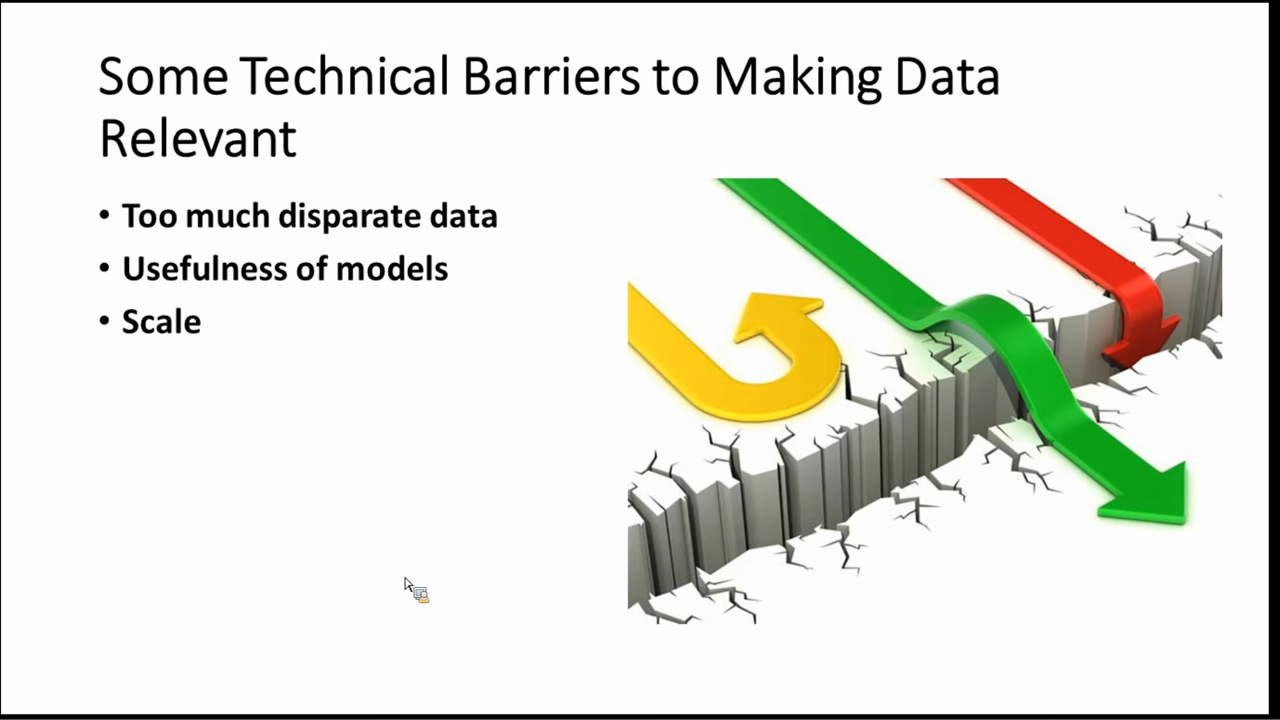 Some Technical Barriers to Making Data
Relevant
• Too much disparate data
• Usefulness of models
• Scale